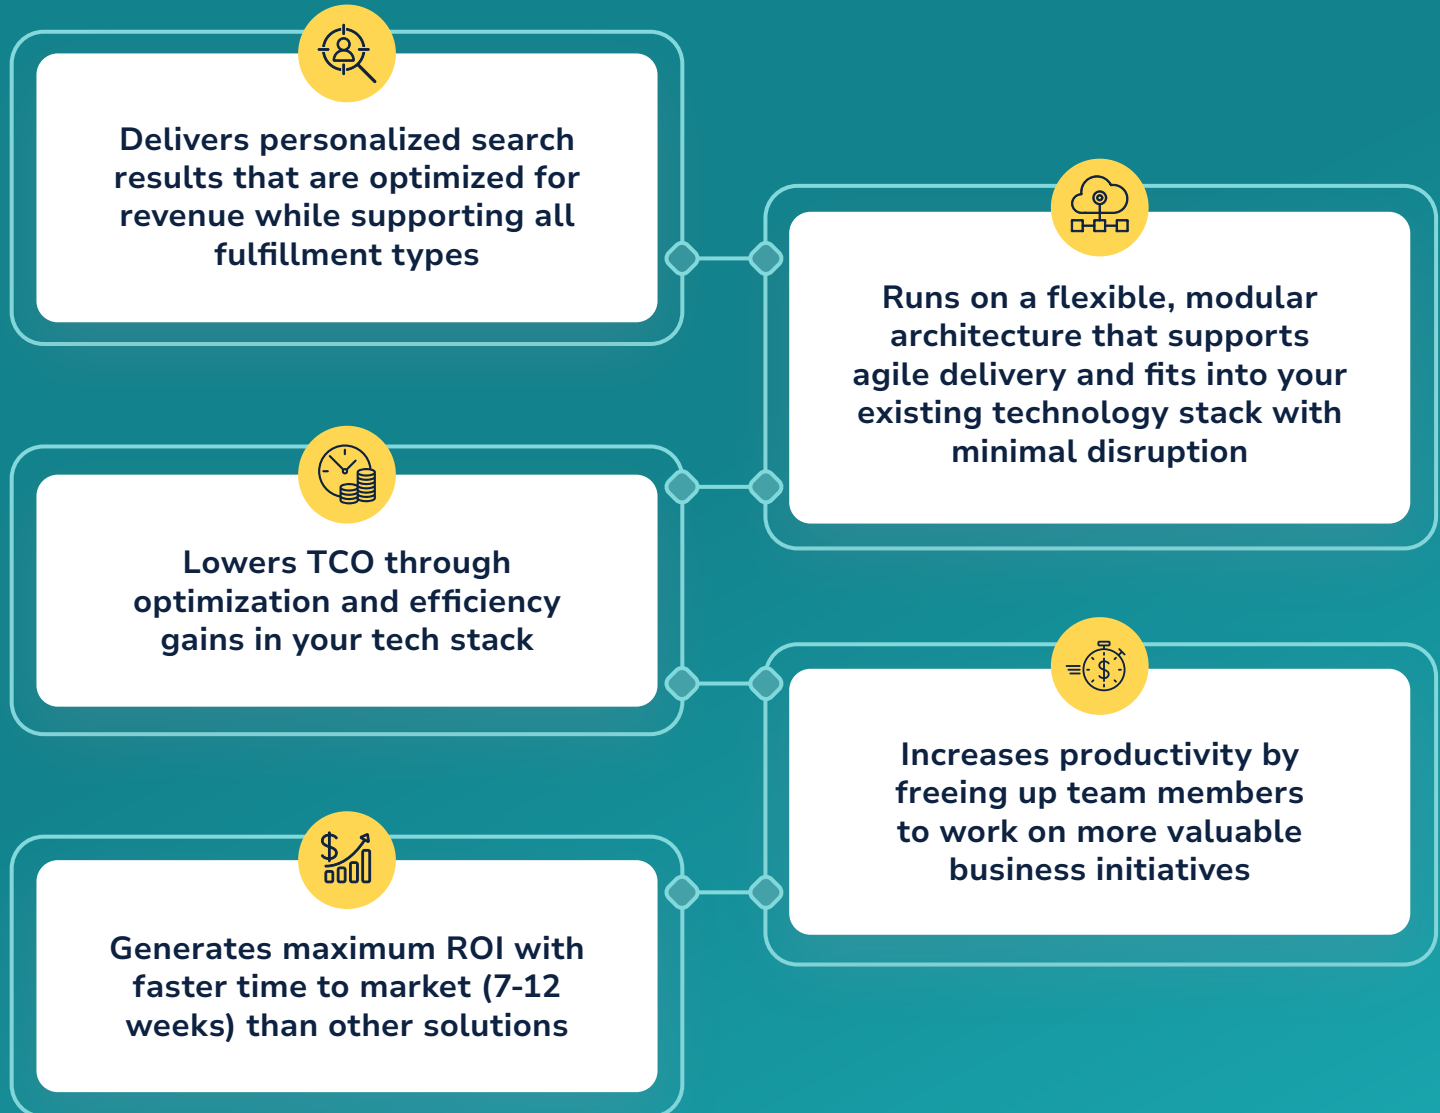 Delivers personalized search
results that are optimized for
revenue while supporting all
fulfillment types
Runs on a flexible, modular
architecture that supports
agile delivery and fits into your
existing technology stack with
minimal disruption
Lowers TCO through
optimization and efficiency
gains in your tech stack
Increases productivity by
freeing up team members
to work on more valuable
business initiatives
Generates maximum ROI with
faster time to market (7-12
weeks) than other solutions